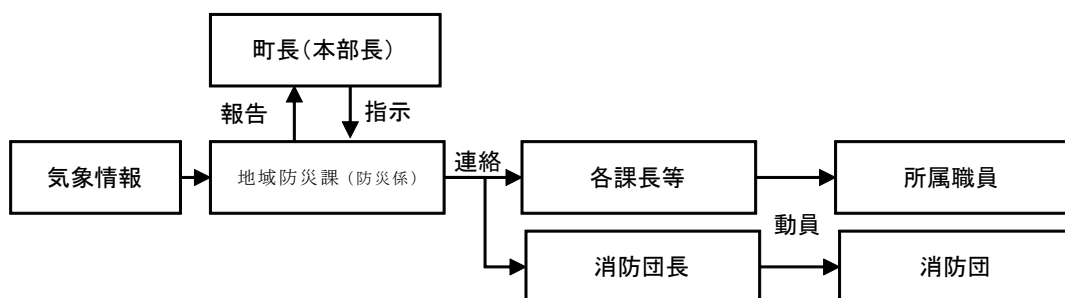 町長(本部長)
報告
指示
気象情報
地域防災課(防災係)
連絡
各課長等
所属職員
動員
消防団長
消防団